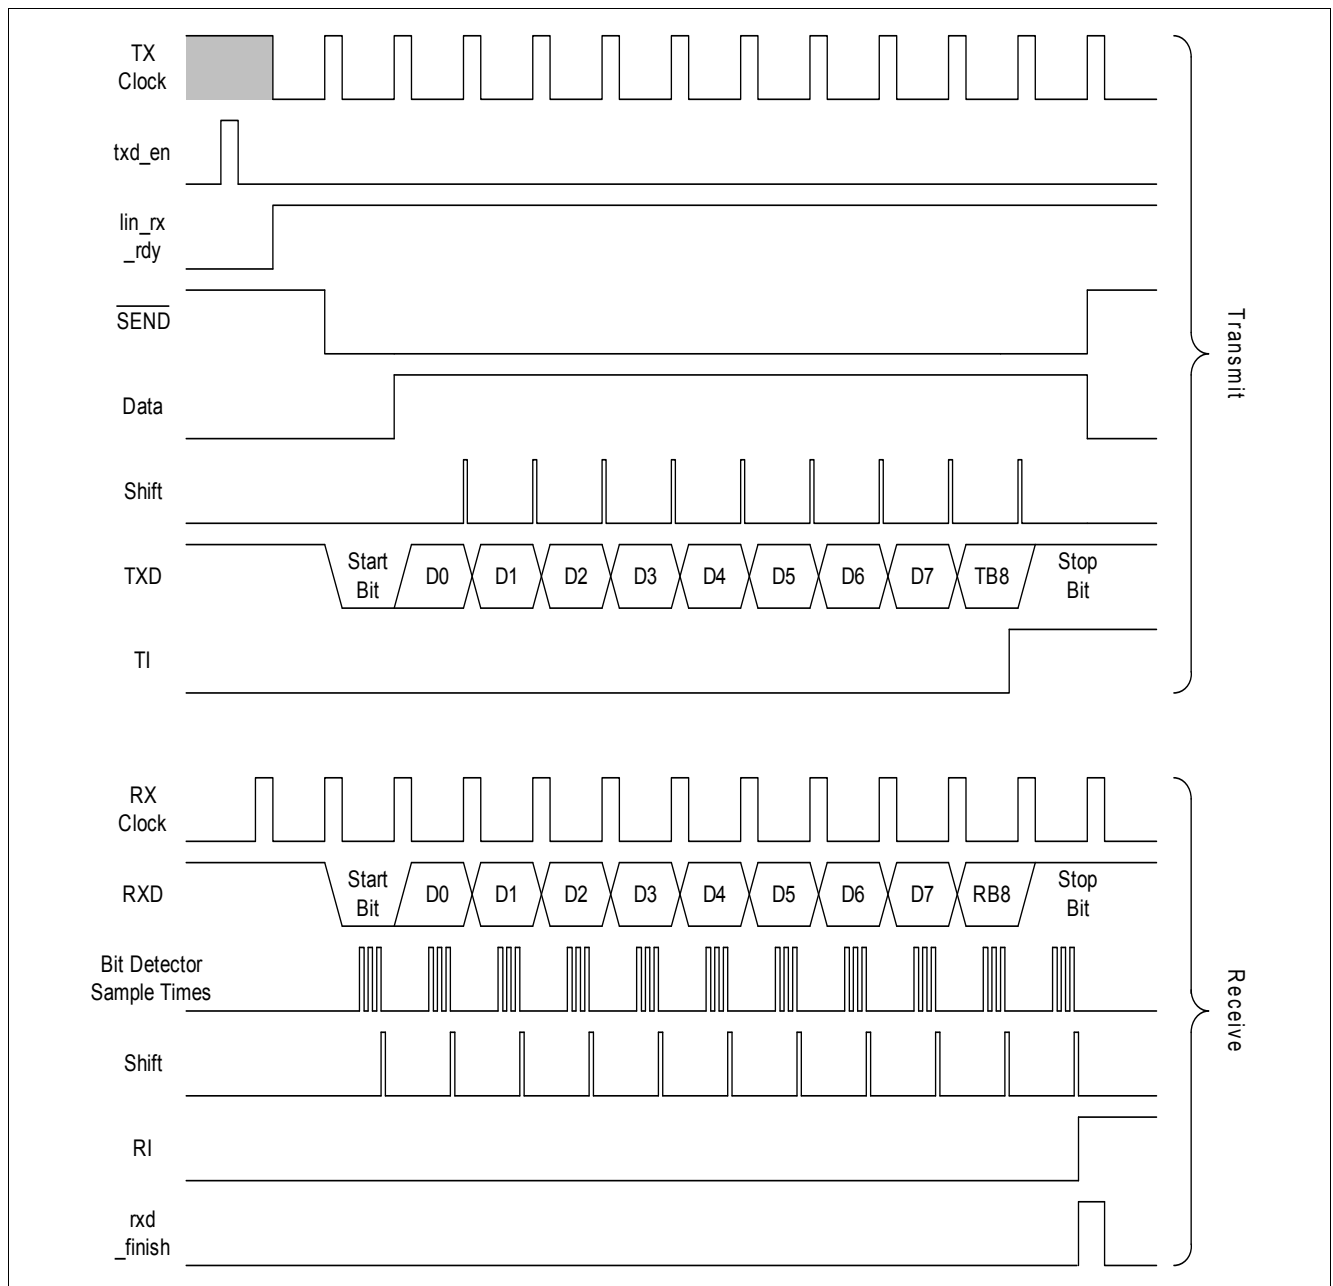 TX
Clock
txd_en
lin_rx
_rdy
SEND
Data
Shift
TXD
Start
Bit
D0
D1
D2
D3
D4
D5
D6
D7
TB8
Stop
Bit
TI
Transmit
RX
Clock
RXD
Start
Bit
D0
D1
D2
D3
D4
D5
D6
D7
RB8
Stop
Bit
Bit Detector
Sample Times
Shift
RI
rxd
_finish
Receive